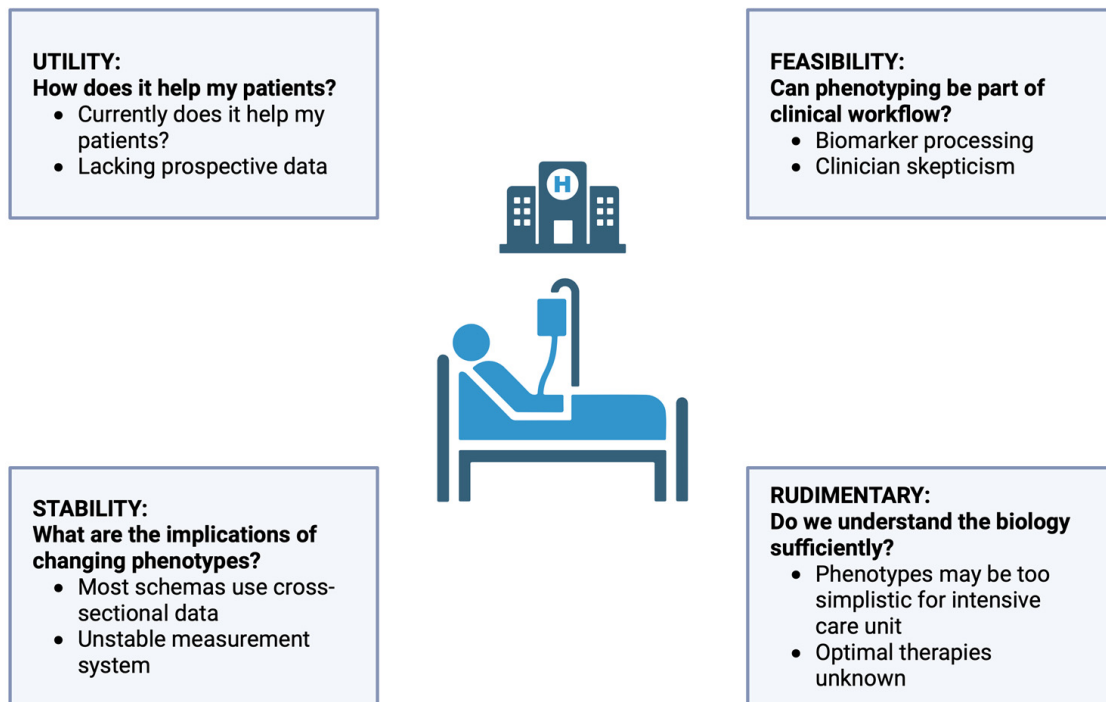 UTILITY:
How does it help my patients?
• Currently does it help my
patients?
• Lacking prospective data
FEASIBILITY:
Can phenotyping be part of
clinical workflow?
• Biomarker processing
• Clinician skepticism
H
STABILITY:
What are the implications of
changing phenotypes?
• Most schemas use cross-
sectional data
• Unstable measurement
system
RUDIMENTARY:
Do we understand the biology
sufficiently?
• Phenotypes may be too
simplistic for intensive
care unit
• Optimal therapies
unknown